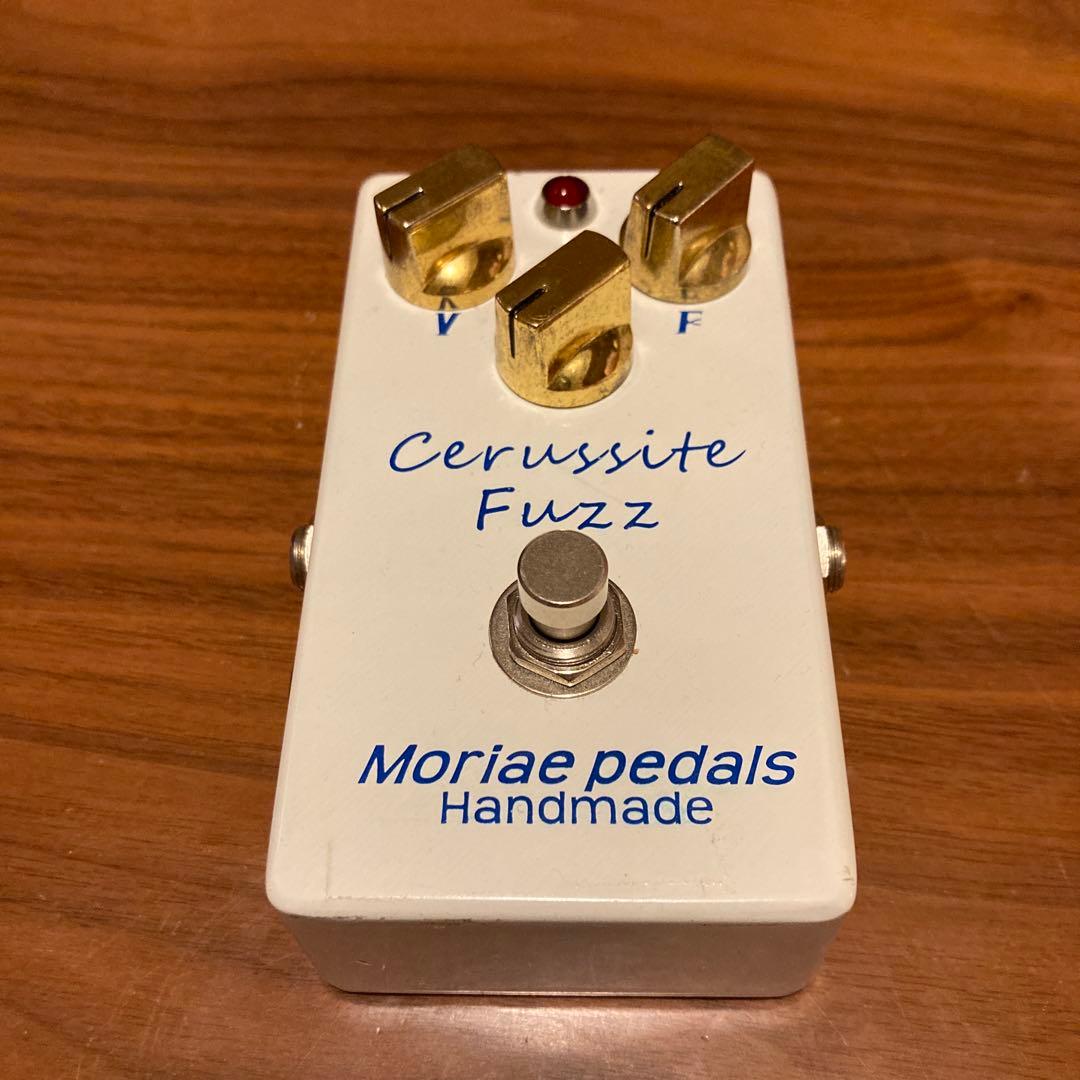 V F
Cerussite
Fuzz
Moriae pedals
Handmade